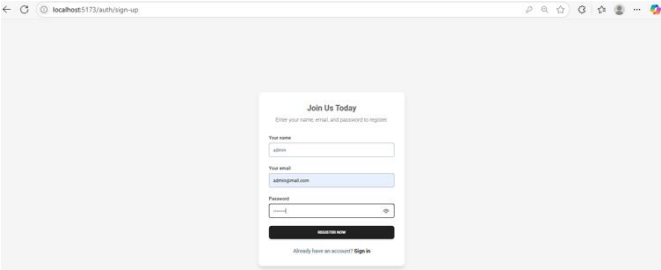 localhost:5173/auth/sign-up
Join Us Today
Enter your name, email, and password to register.
Your name
admin
Your email
admin@mail.com
Password
REGISTER NOW
Already have an account? Sign in